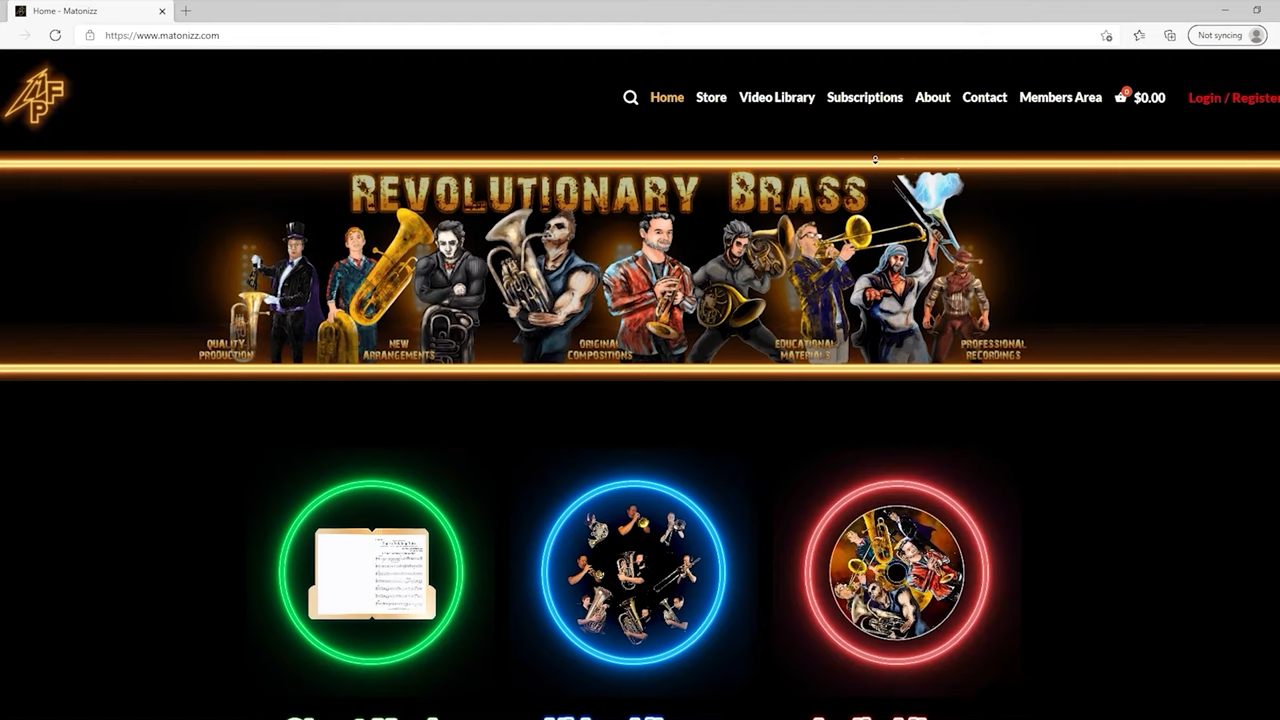 Home - Matonizz
https://www.matonizz.com
Not syncing
MFP
Home Store Video Library Subscriptions About Contact Members Area 0 $0.00 Login / Register
REVOLUTIONARY BRASS
QUALITY PRODUCTION
NEW ARRANGEMENTS
ORIGINAL COMPOSITIONS
EDUCATIONAL MATERIALS
PROFESSIONAL RECORDINGS